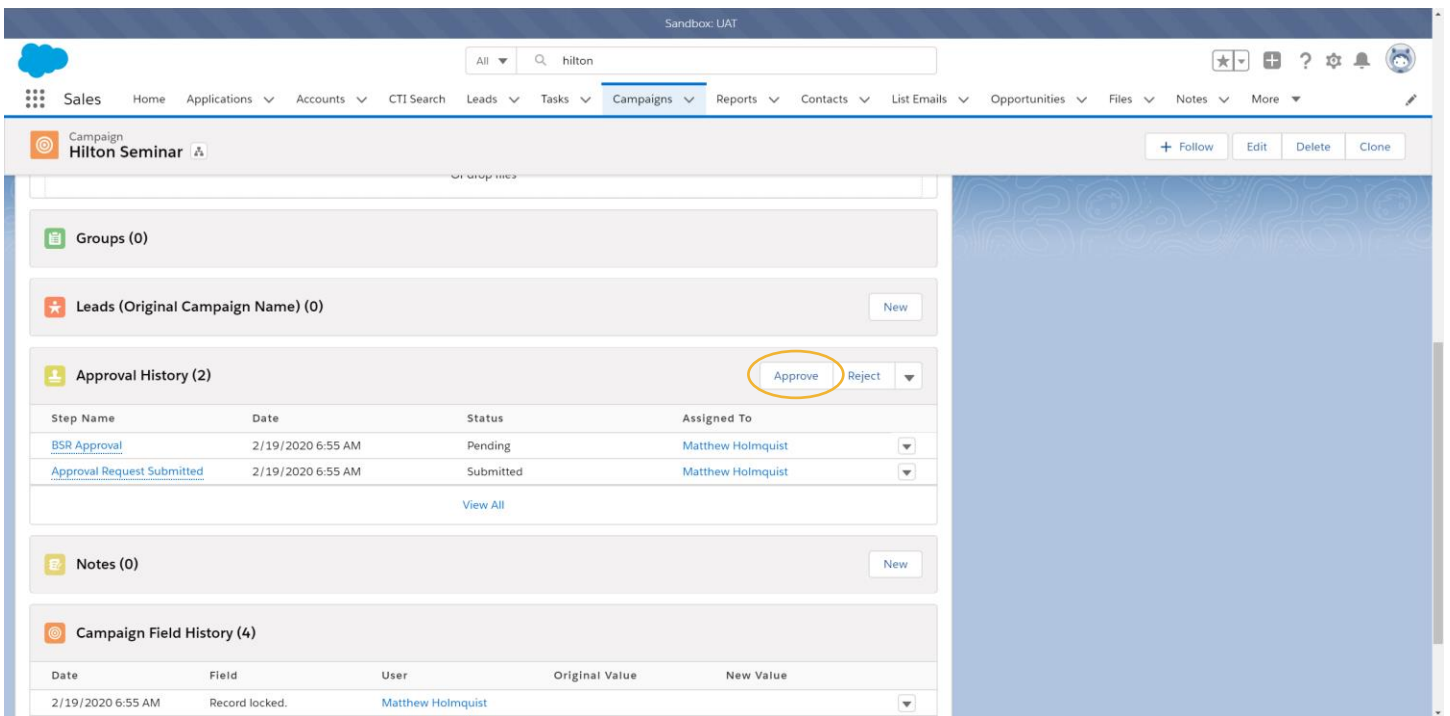 Sandbox: UAT
All hilton
Sales Home Applications Accounts CTI Search Leads Tasks Campaigns Reports Contacts List Emails Opportunities Files Notes More
Campaign
Hilton Seminar
+ Follow Edit Delete Clone
Or drop files
Groups (0)
Leads (Original Campaign Name) (0) New
Approval History (2) Approve Reject
Step Name Date Status Assigned To
BSR Approval 2/19/2020 6:55 AM Pending Matthew Holmquist
Approval Request Submitted 2/19/2020 6:55 AM Submitted Matthew Holmquist
View All
Notes (0) New
Campaign Field History (4)
Date Field User Original Value New Value
2/19/2020 6:55 AM Record locked. Matthew Holmquist